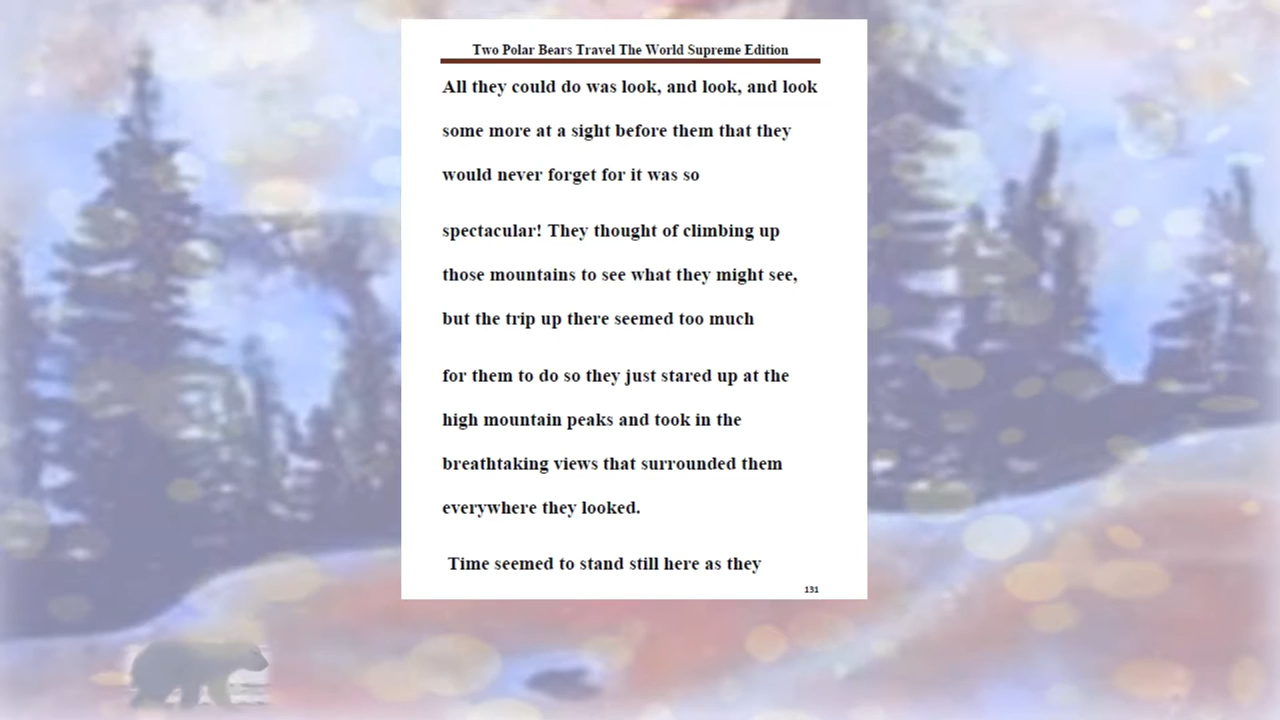 Two Polar Bears Travel The World Supreme Edition
All they could do was look, and look, and look
some more at a sight before them that they
would never forget for it was so
spectacular! They thought of climbing up
those mountains to see what they might see,
but the trip up there seemed too much
for them to do so they just stared up at the
high mountain peaks and took in the
breathtaking views that surrounded them
everywhere they looked.
Time seemed to stand still here as they
131